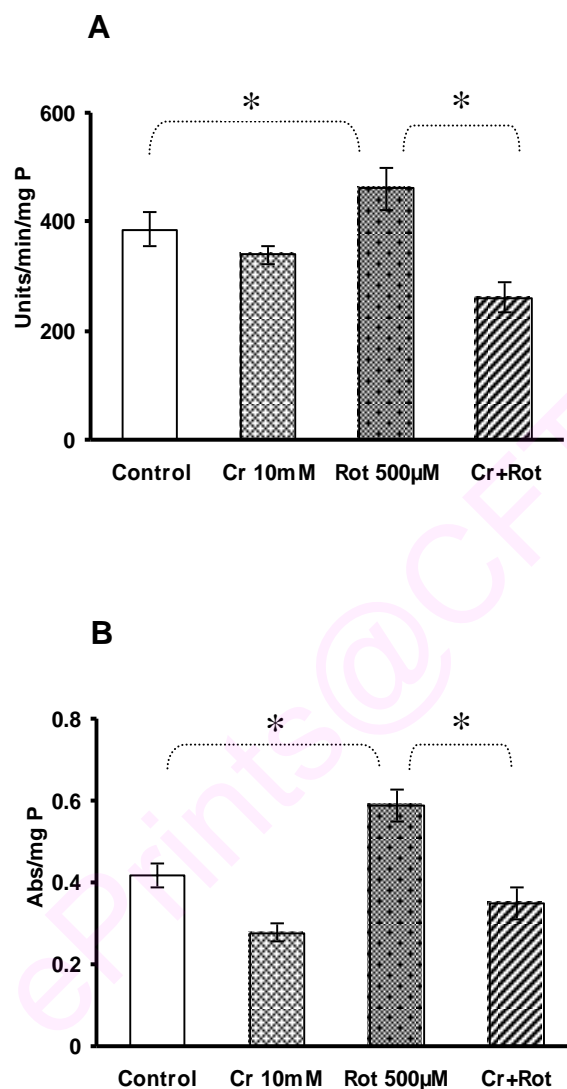 A
* *
600
400
200
0
Units/min/mg P
Control Cr 10mM Rot 500µM Cr+Rot
B
* *
0.8
0.6
0.4
0.2
0
Abs/mg P
Control Cr 10mM Rot 500µM Cr+Rot
ePrints@CFT